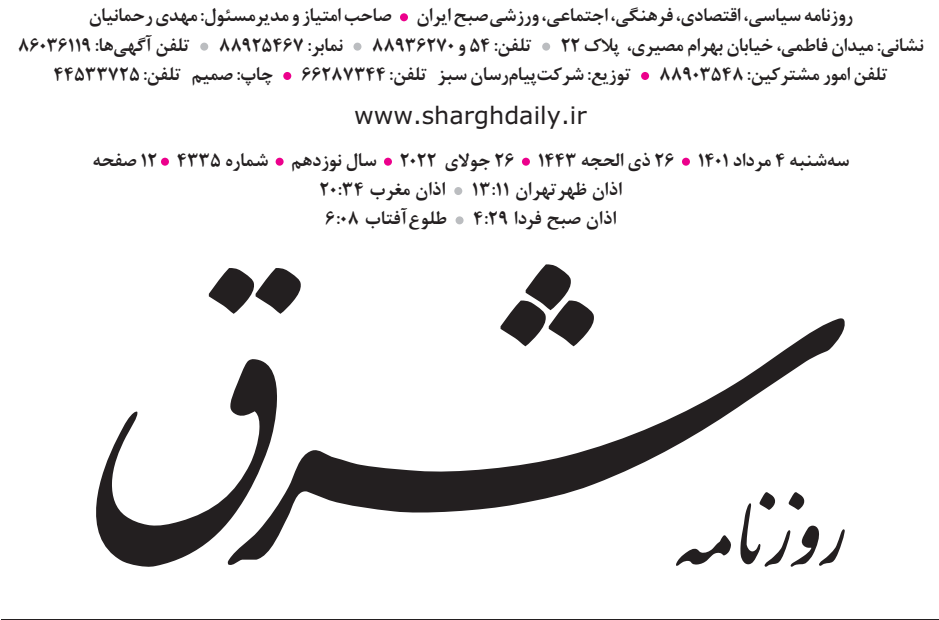 روزنامه سیاسی، اقتصادی، فرهنگی، اجتماعی، ورزشی صبح ایران • صاحب امتیاز و مدیرمسئول: مهدی رحمانیان
نشانی: میدان فاطمی، خیابان بهرام مصیری، پلاک ۲۲ • تلفن: ۵۴ و ۸۸۹۳۶۲۷۰ • نمابر: ۸۸۹۲۵۴۶۷ • تلفن آگهی‌ها: ۸۶۰۳۶۱۱۹
تلفن امور مشترکین: ۸۸۹۰۳۵۴۸ • توزیع: شرکت پیام‌رسان سبز تلفن: ۶۶۲۸۷۳۴۴ • چاپ: صمیم تلفن: ۴۴۵۳۳۷۲۵
www.sharghdaily.ir
سه‌شنبه ۴ مرداد ۱۴۰۱ • ۲۶ ذی الحجه ۱۴۴۳ • ۲۶ جولای ۲۰۲۲ • سال نوزدهم • شماره ۴۳۳۵ • ۱۲ صفحه
اذان ظهر تهران ۱۳:۱۱ • اذان مغرب ۲۰:۳۴
اذان صبح فردا ۴:۲۹ • طلوع آفتاب ۶:۰۸
روزنامه
شرق